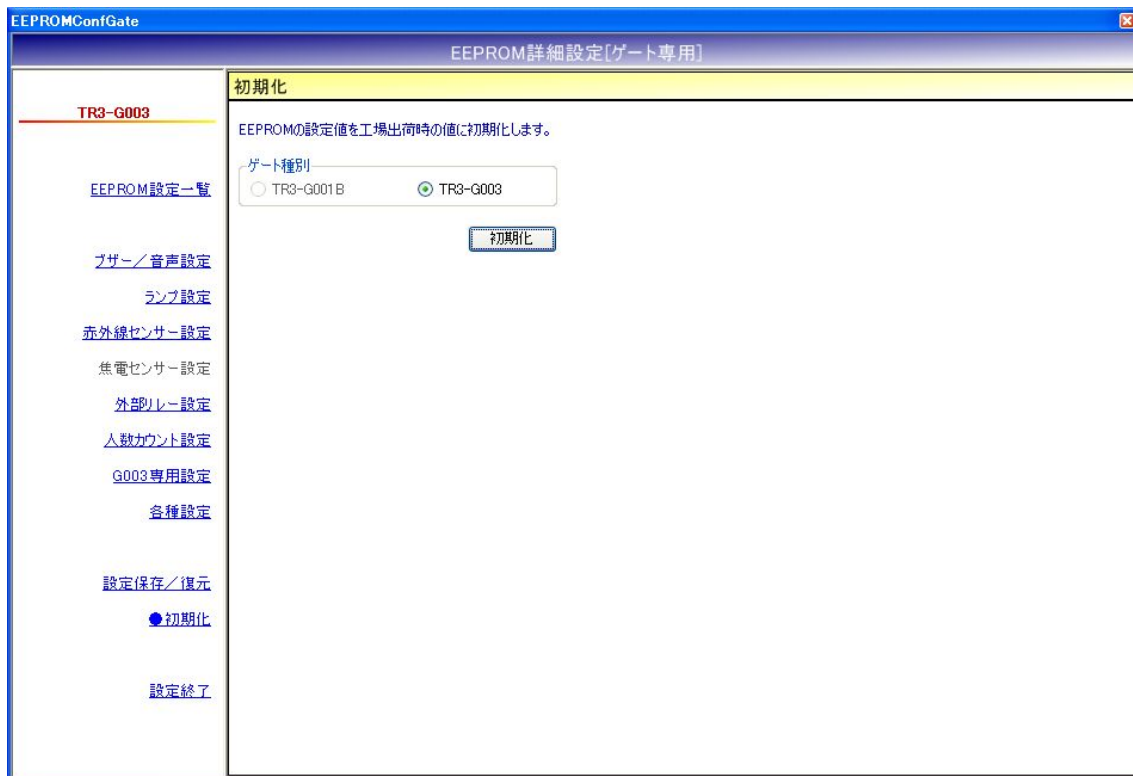 EEPROMConfGate
EEPROM詳細設定[ゲート専用]
TR3-G003
EEPROM設定一覧
ブザー／音声設定
ランプ設定
赤外線センサー設定
焦電センサー設定
外部リレー設定
人数カウント設定
G003専用設定
各種設定
設定保存／復元
●初期化
設定終了
初期化
EEPROMの設定値を工場出荷時の値に初期化します。
ゲート種別
TR3-G001B
TR3-G003
初期化